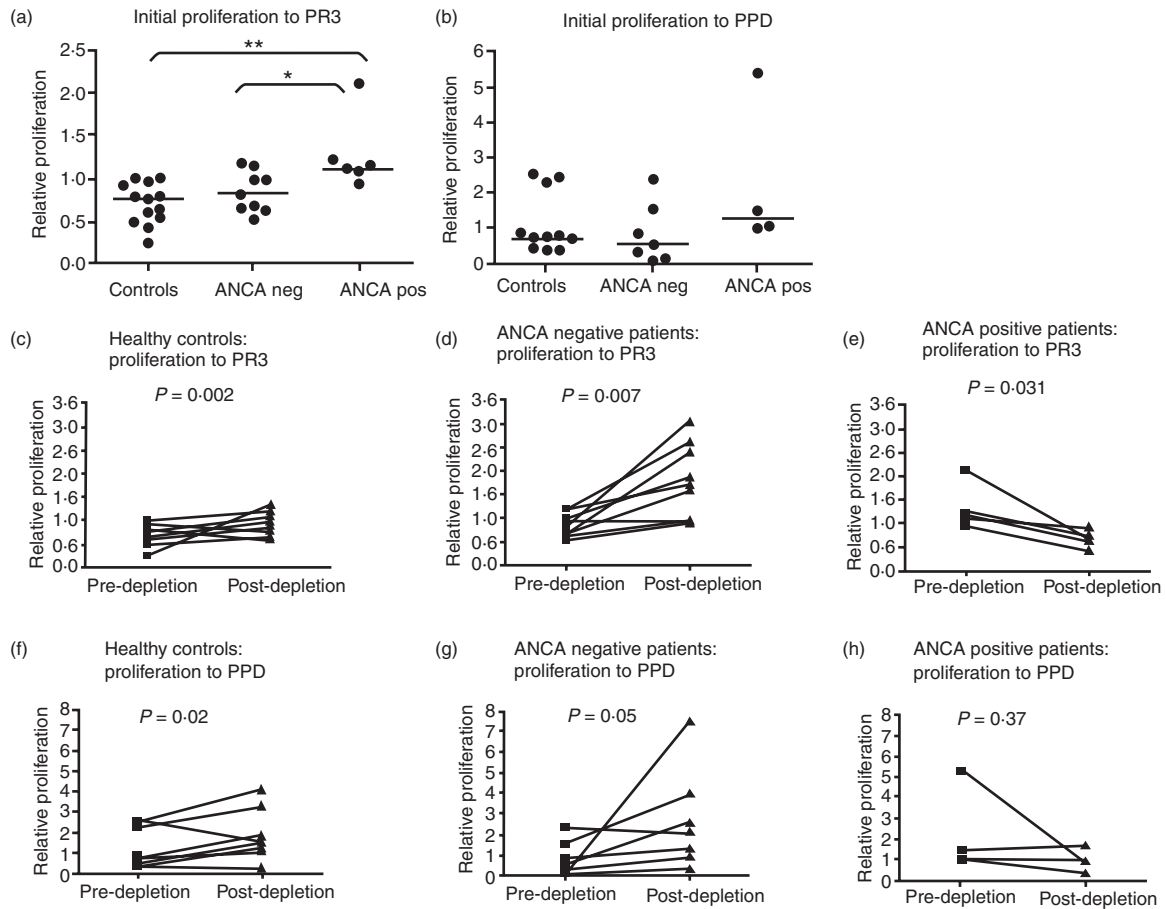 (a)
Initial proliferation to PR3
Relative proliferation
2·5
2·0
1·5
1·0
0·5
0·0
**
*
Controls
ANCA neg
ANCA pos
(b)
Initial proliferation to PPD
Relative proliferation
6
5
4
3
2
1
0
Controls
ANCA neg
ANCA pos
(c)
Healthy controls:
proliferation to PR3
P = 0·002
Relative proliferation
3·6
3·0
2·6
2·0
1·6
1·0
0·6
0·0
Pre-depletion
Post-depletion
(d)
ANCA negative patients:
proliferation to PR3
P = 0·007
Relative proliferation
3·6
3·0
2·6
2·0
1·6
1·0
0·6
0·0
Pre-depletion
Post-depletion
(e)
ANCA positive patients:
proliferation to PR3
P = 0·031
Relative proliferation
3·6
3·0
2·6
2·0
1·6
1·0
0·6
0·0
Pre-depletion
Post-depletion
(f)
Healthy controls:
proliferation to PPD
P = 0·02
Relative proliferation
8
7
6
5
4
3
2
1
0
Pre-depletion
Post-depletion
(g)
ANCA negative patients:
proliferation to PPD
P = 0·05
Relative proliferation
8
7
6
5
4
3
2
1
0
Pre-depletion
Post-depletion
(h)
ANCA positive patients:
proliferation to PPD
P = 0·37
Relative proliferation
8
7
6
5
4
3
2
1
0
Pre-depletion
Post-depletion